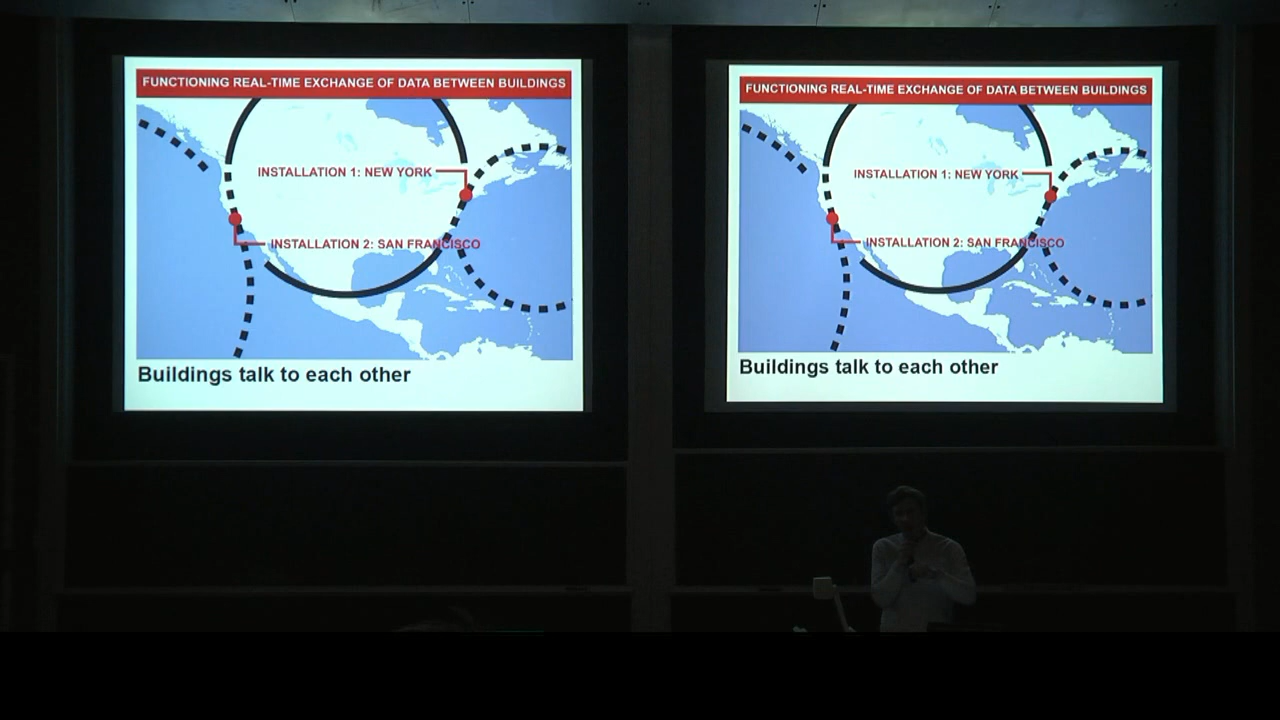 FUNCTIONING REAL-TIME EXCHANGE OF DATA BETWEEN BUILDINGS
INSTALLATION 1: NEW YORK
INSTALLATION 2: SAN FRANCISCO
Buildings talk to each other
FUNCTIONING REAL-TIME EXCHANGE OF DATA BETWEEN BUILDINGS
INSTALLATION 1: NEW YORK
INSTALLATION 2: SAN FRANCISCO
Buildings talk to each other